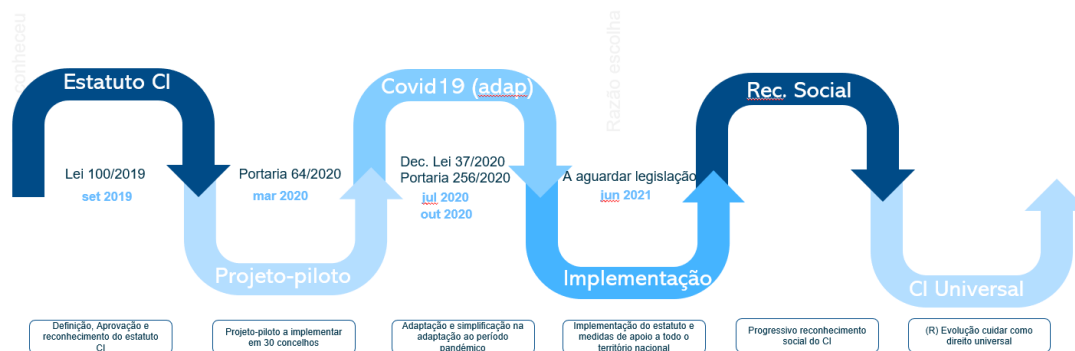 onheceu
Razão escolha
Estatuto CI
Covid19 (adap)
Rec. Social
Lei 100/2019
set 2019
Portaria 64/2020
mar 2020
Dec. Lei 37/2020
Portaria 256/2020
jul 2020
out 2020
A aguardar legislação
jun 2021
Projeto-piloto
Implementação
CI Universal
Definição, Aprovação e
reconhecimento do estatuto
CI
Projeto-piloto a implementar
em 30 concelhos
Adaptação e simplificação na
adaptação ao período
pandémico
Implementação do estatuto e
medidas de apoio a todo o
território nacional
Progressivo reconhecimento
social do CI
(R) Evolução cuidar como
direito universal